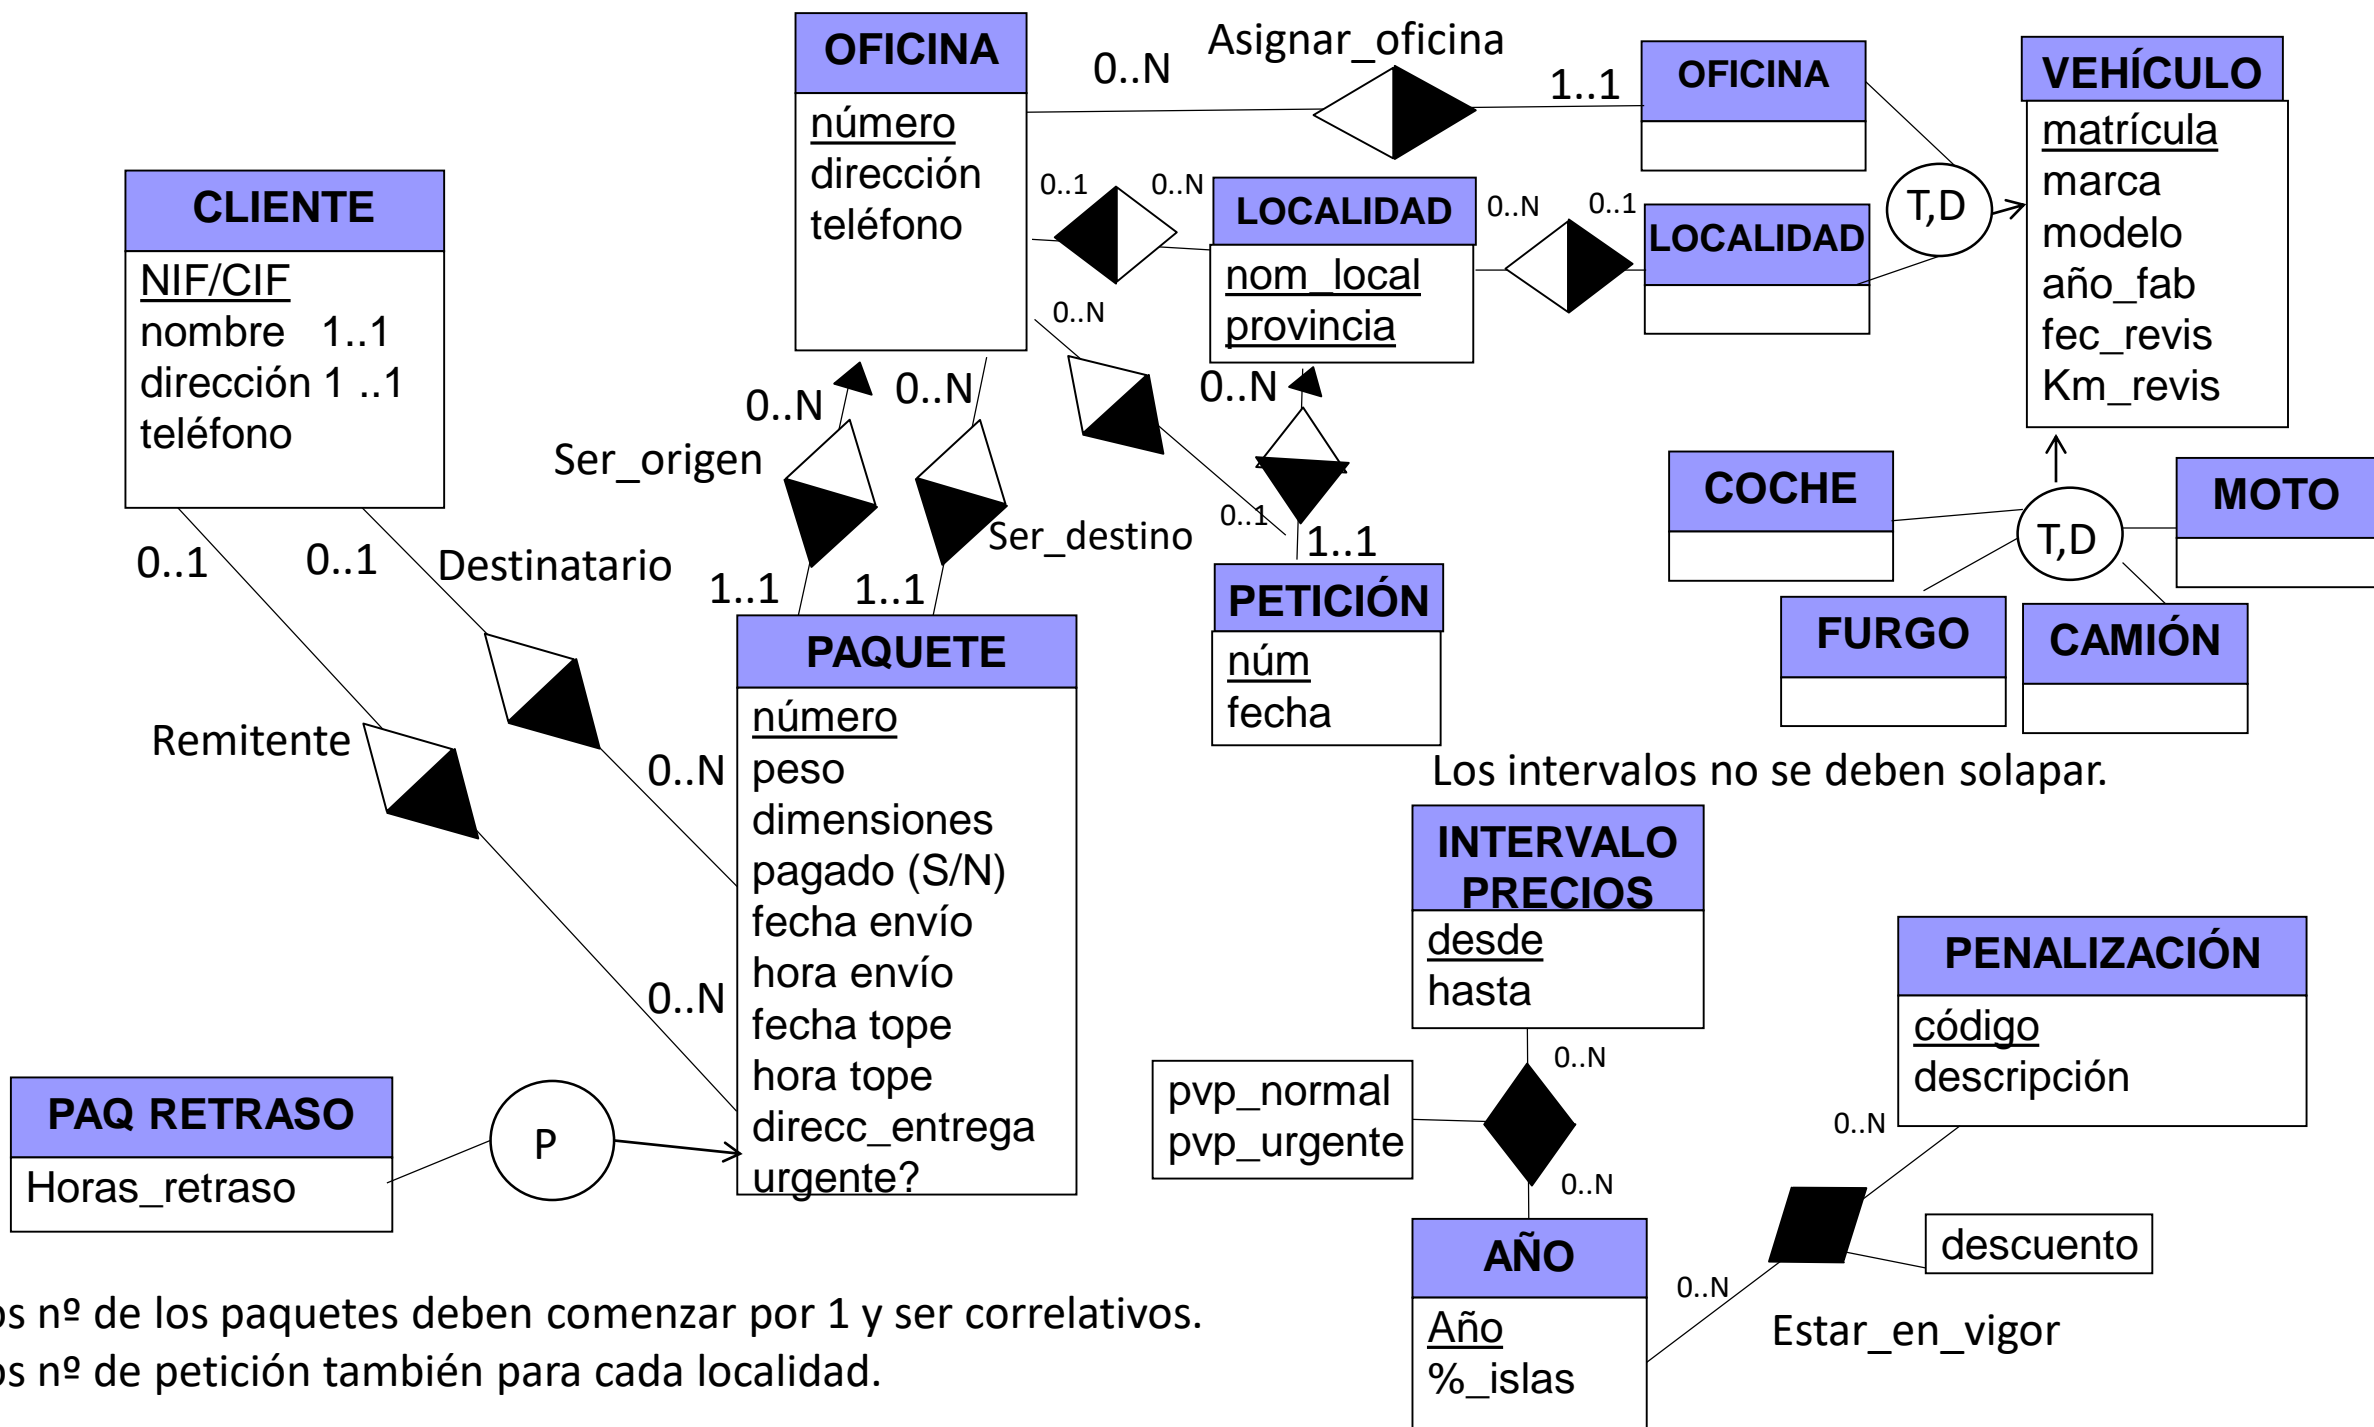 OFICINA
número
dirección
teléfono
0..N
Asignar_oficina
1..1
OFICINA
VEHÍCULO
matrícula
marca
modelo
año_fab
fec_revis
Km_revis
T,D
0..1
0..N
LOCALIDAD
nom_local
provincia
0..N
0..1
LOCALIDAD
CLIENTE
NIF/CIF
nombre 1..1
dirección 1 ..1
teléfono
0..N
0..N
0..N
0..N
Ser_origen
Ser_destino
0..1
1..1
1..1
1..1
0..1
0..1
Destinatario
Remitente
0..N
0..N
PAQUETE
número
peso
dimensiones
pagado (S/N)
fecha envío
hora envío
fecha tope
hora tope
direcc_entrega
urgente?
PETICIÓN
núm
fecha
COCHE
MOTO
T,D
FURGO
CAMIÓN
Los intervalos no se deben solapar.
INTERVALO
PRECIOS
desde
hasta
PENALIZACIÓN
código
descripción
0..N
pvp_normal
pvp_urgente
0..N
0..N
PAQ RETRASO
Horas_retraso
P
AÑO
Año
%_islas
0..N
descuento
Estar_en_vigor
os nº de los paquetes deben comenzar por 1 y ser correlativos.
os nº de petición también para cada localidad.